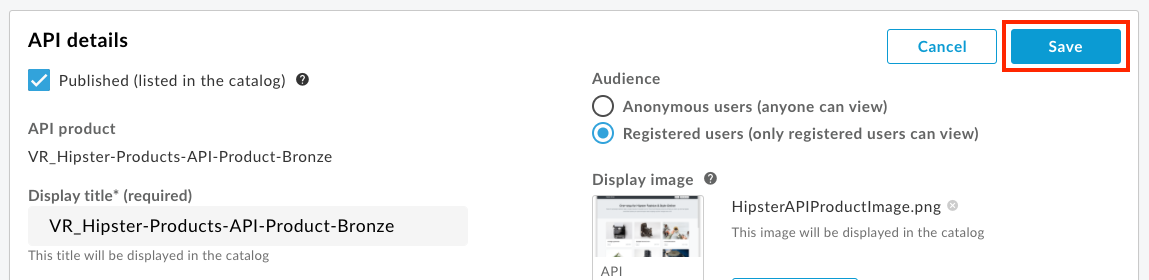 API details
Cancel
Save
Published (listed in the catalog)
Audience
Anonymous users (anyone can view)
Registered users (only registered users can view)
API product
VR_Hipster-Products-API-Product-Bronze
Display title* (required)
VR_Hipster-Products-API-Product-Bronze
This title will be displayed in the catalog
Display image
HipsterAPIProductImage.png
This image will be displayed in the catalog
API